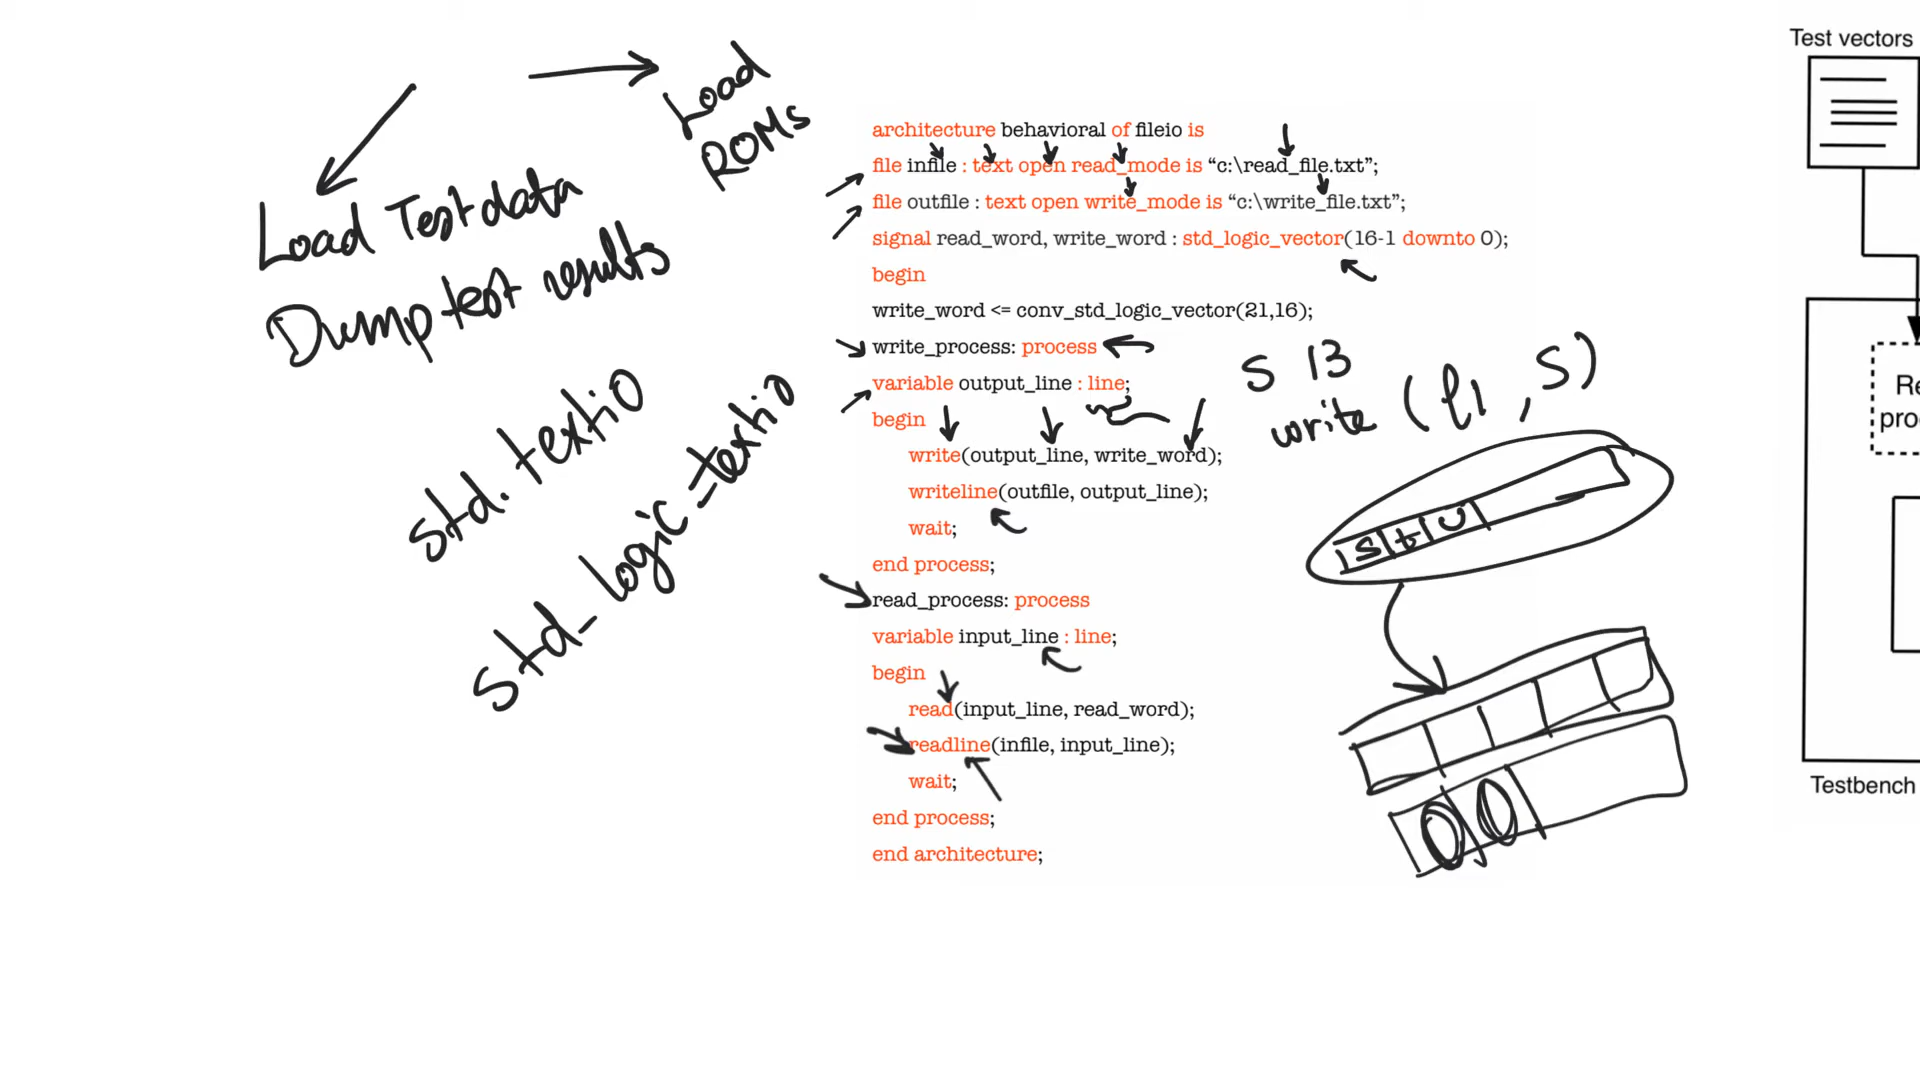 Load
ROMs
Load Testdata
Dump test results
std. textio
std_logic_textio
architecture behavioral of fileio is
file infile : text open read_mode is “c:\read_file.txt”;
file outfile : text open write_mode is “c:\write_file.txt”;
signal read_word, write_word : std_logic_vector(16-1 downto 0);
begin
write_word <= conv_std_logic_vector(21,16);
write_process: process
variable output_line : line;
begin
write(output_line, write_word);
writeline(outfile, output_line);
wait;
end process;
read_process: process
variable input_line : line;
begin
read(input_line, read_word);
readline(infile, input_line);
wait;
end process;
end architecture;
S 13
write (l1, S)
S t U
Test vectors
Re
pro
Testbench